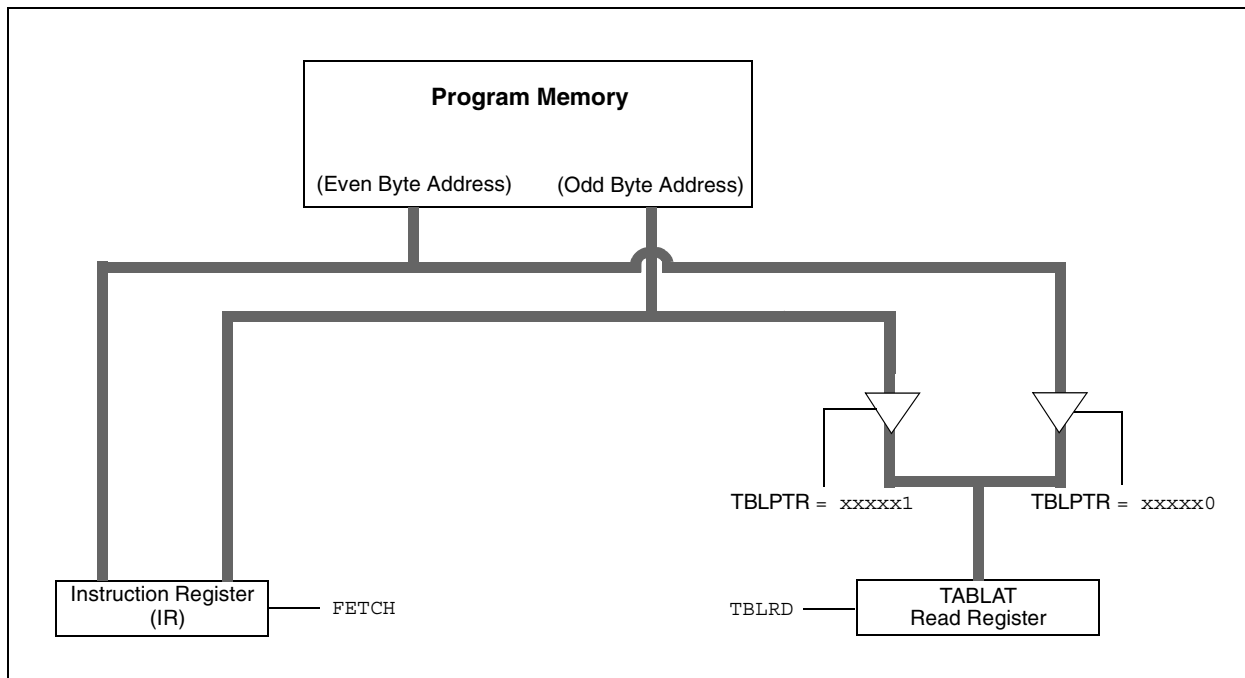 Program Memory
(Even Byte Address) (Odd Byte Address)
TBLPTR = xxxxx1 TBLPTR = xxxxx0
Instruction Register
(IR)
FETCH
TBLRD
TABLAT
Read Register